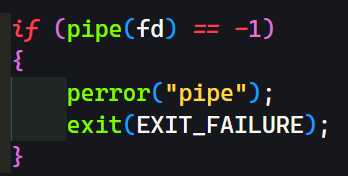 if (pipe(fd) == -1)
{
    perror("pipe");
    exit(EXIT_FAILURE);
}